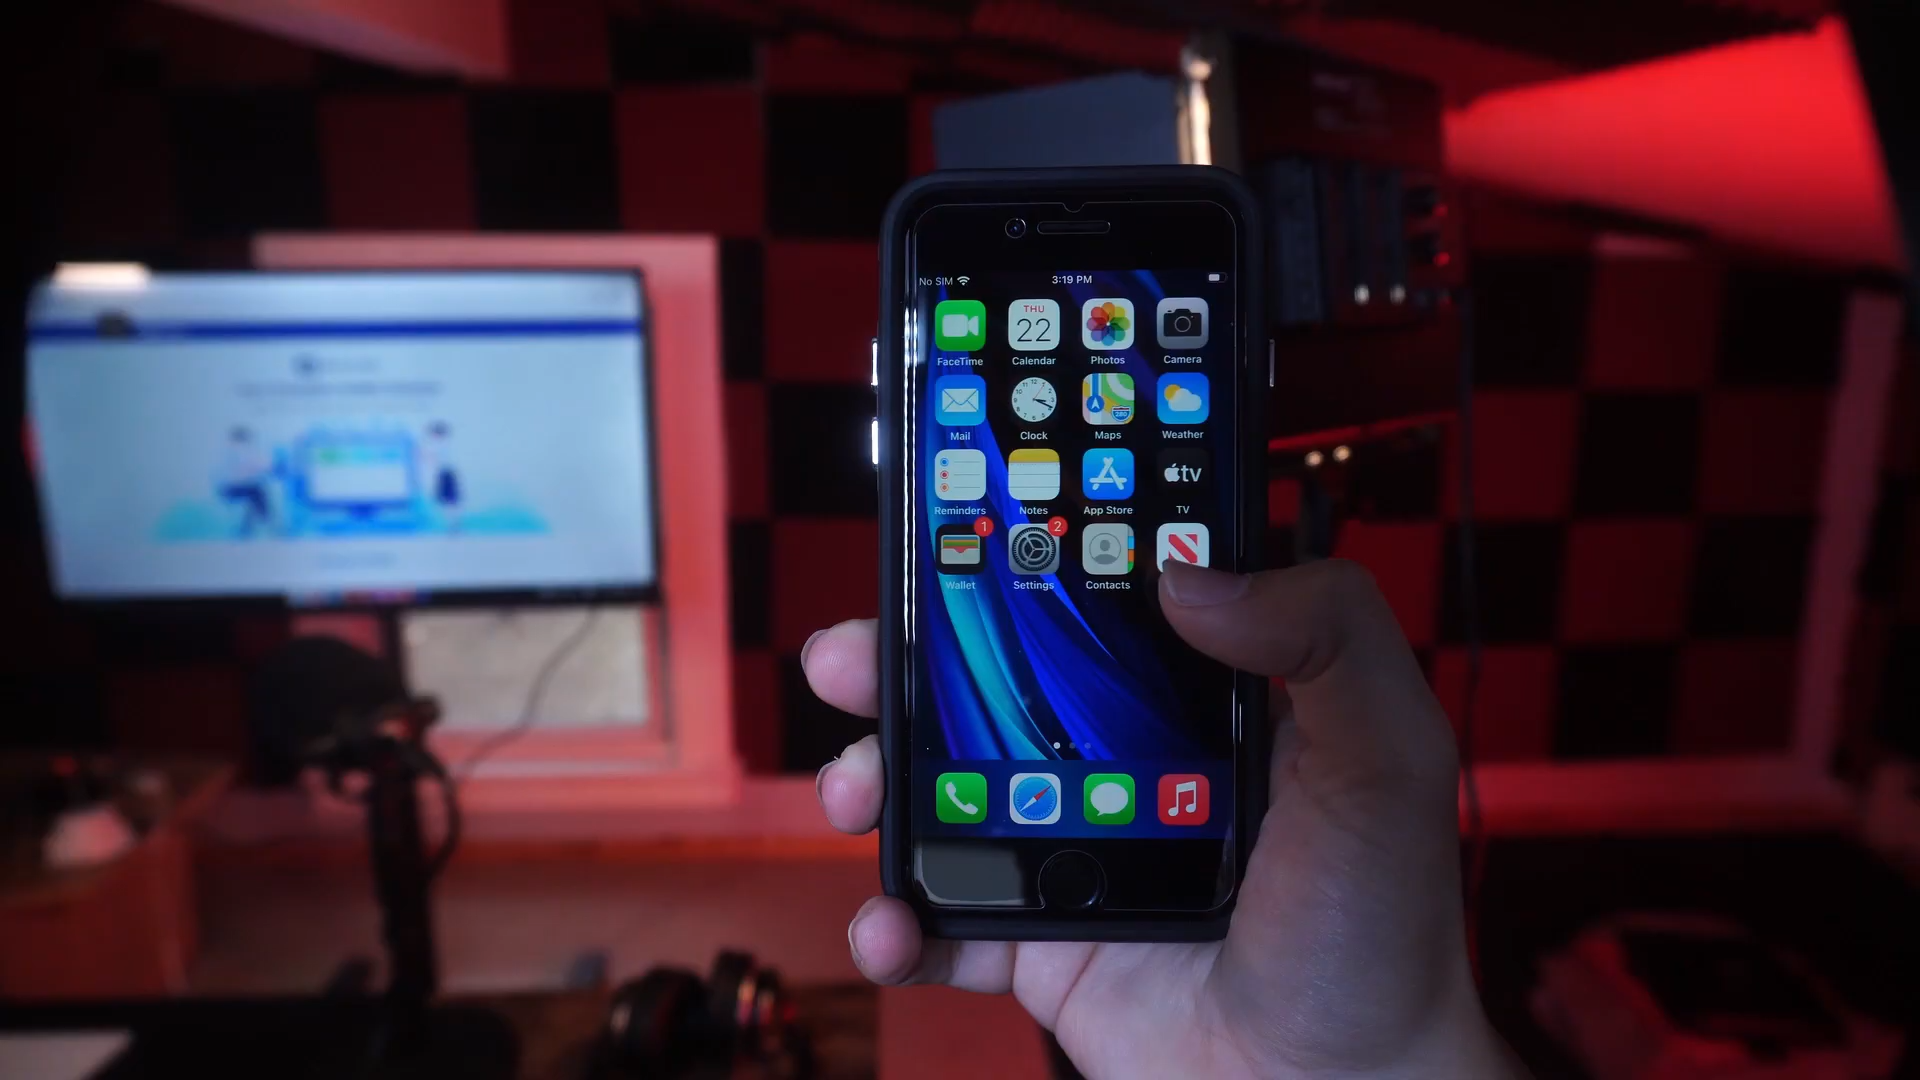 No SIM 3:19 PM
THU
22
FaceTime Calendar Photos Camera
280
Mail Clock Maps Weather
tv
Reminders Notes App Store TV
1 2
Wallet Settings Contacts